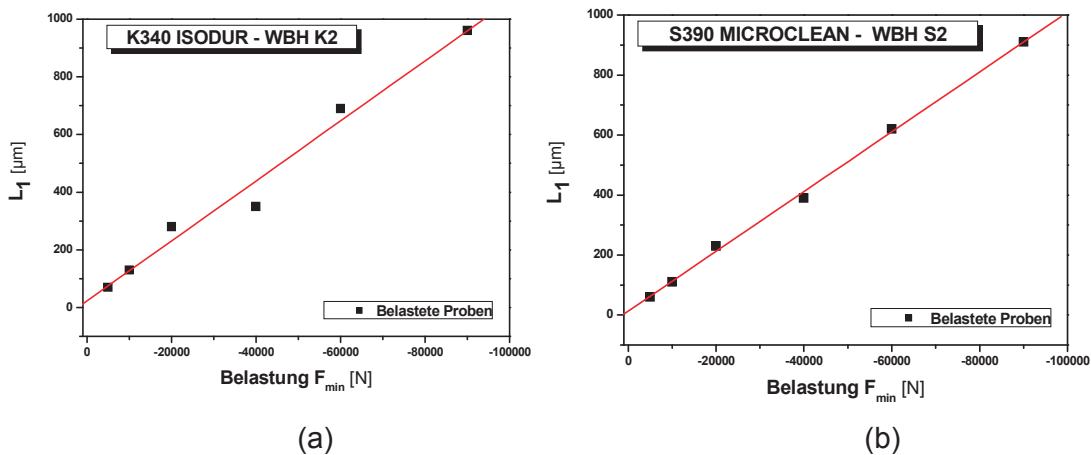 K340 ISODUR - WBH K2
1000
800
600
400
200
0
L1 [µm]
Belastete Proben
0 -20000 -40000 -60000 -80000 -100000
Belastung Fmin [N]
(a)
S390 MICROCLEAN - WBH S2
1000
800
600
400
200
0
L1 [µm]
Belastete Proben
0 -20000 -40000 -60000 -80000 -100000
Belastung Fmin [N]
(b)